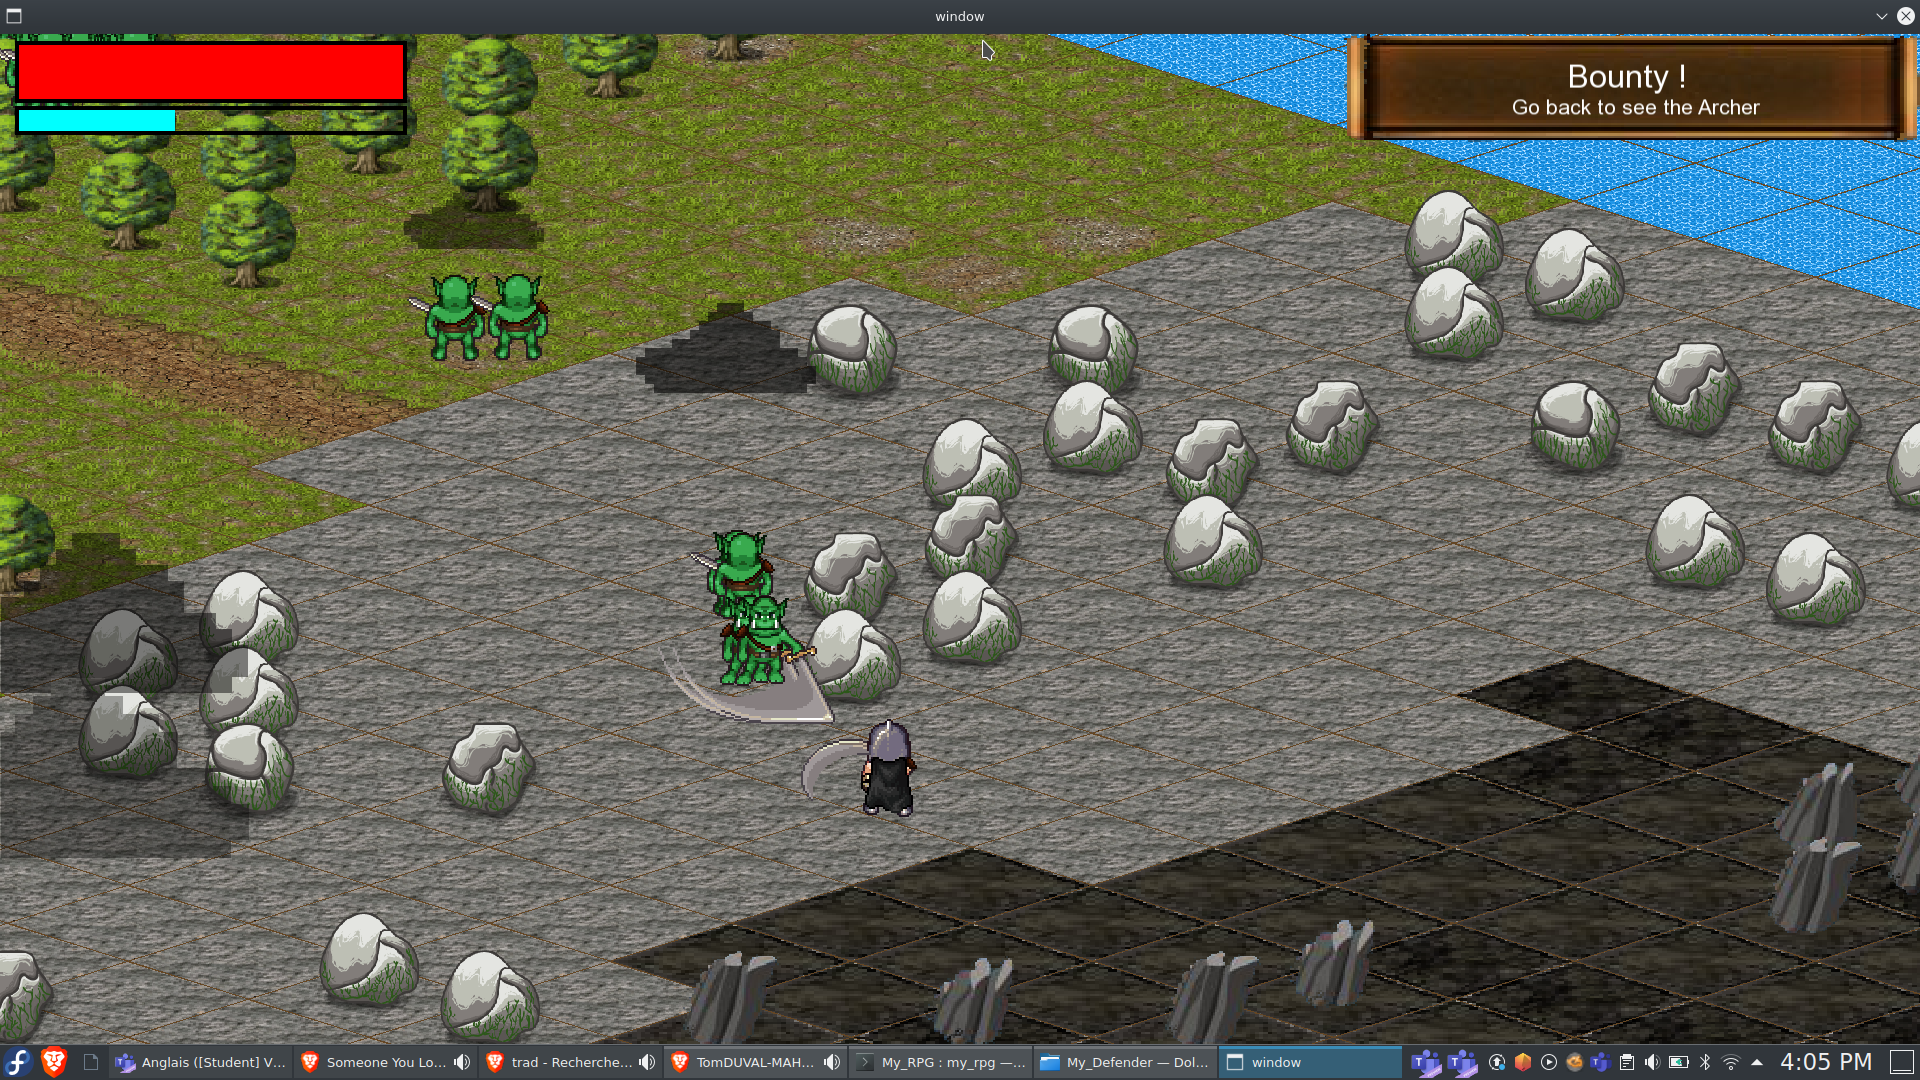 window
Bounty !
Go back to see the Archer
Anglais ([Student] V...
Someone You Lo...
trad - Recherche...
TomDUVAL-MAH...
My_RPG : my_rpg —...
My_Defender — Dol...
window
4:05 PM